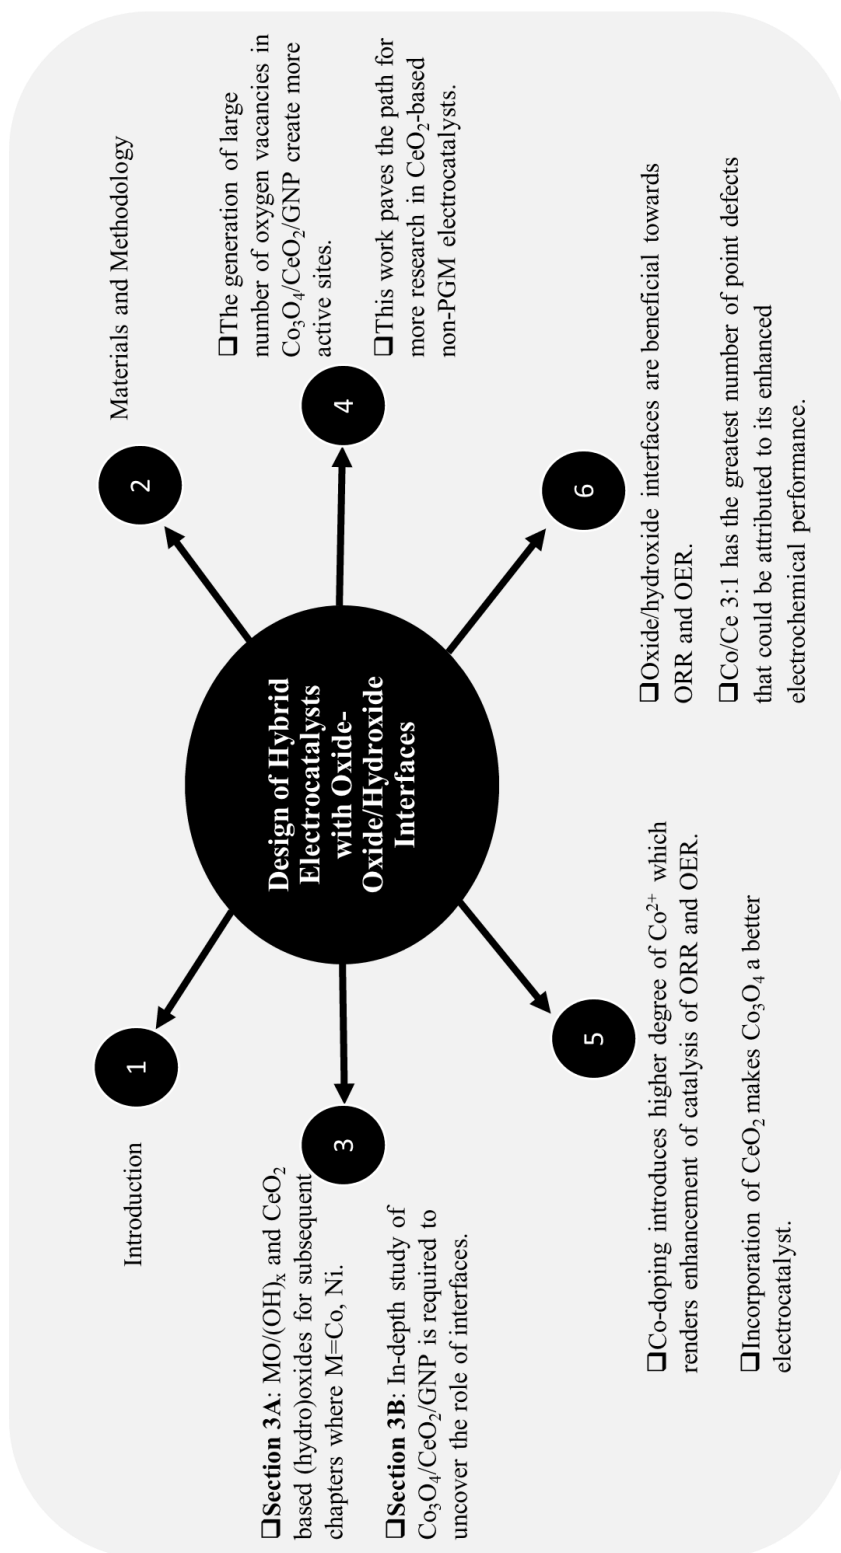 Design of Hybrid
Electrocatalysts
with Oxide-
Oxide/Hydroxide
Interfaces
1
Introduction
2
Materials and Methodology
3
❑Section 3A: MO/(OH)ₓ and CeO₂
based (hydro)oxides for subsequent
chapters where M=Co, Ni.
❑Section 3B: In-depth study of
Co₃O₄/CeO₂/GNP is required to
uncover the role of interfaces.
4
❑The generation of large
number of oxygen vacancies in
Co₃O₄/CeO₂/GNP create more
active sites.
❑This work paves the path for
more research in CeO₂-based
non-PGM electrocatalysts.
5
❑Co-doping introduces higher degree of Co²⁺ which
renders enhancement of catalysis of ORR and OER.
❑Incorporation of CeO₂ makes Co₃O₄ a better
electrocatalyst.
6
❑Oxide/hydroxide interfaces are beneficial towards
ORR and OER.
❑Co/Ce 3:1 has the greatest number of point defects
that could be attributed to its enhanced
electrochemical performance.